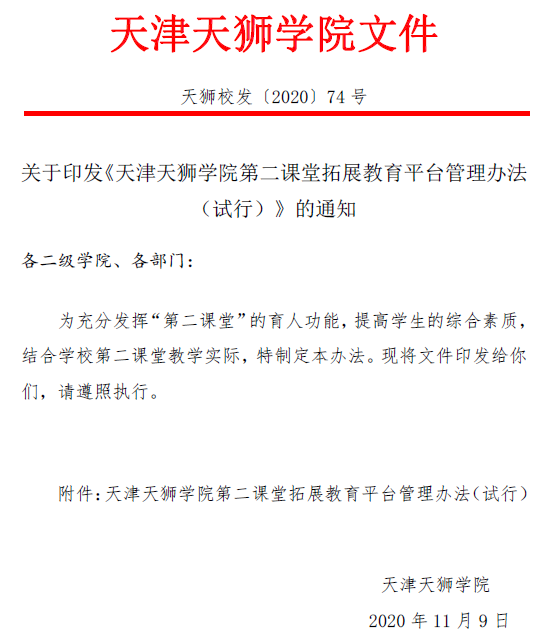 天津天狮学院文件
天狮校发〔2020〕74 号
关于印发《天津天狮学院第二课堂拓展教育平台管理办法
（试行）》的通知
各二级学院、各部门：
为充分发挥“第二课堂”的育人功能，提高学生的综合素质，
结合学校第二课堂教学实际，特制定本办法。现将文件印发给你
们，请遵照执行。
附件：天津天狮学院第二课堂拓展教育平台管理办法（试行）
天津天狮学院
2020 年 11 月 9 日